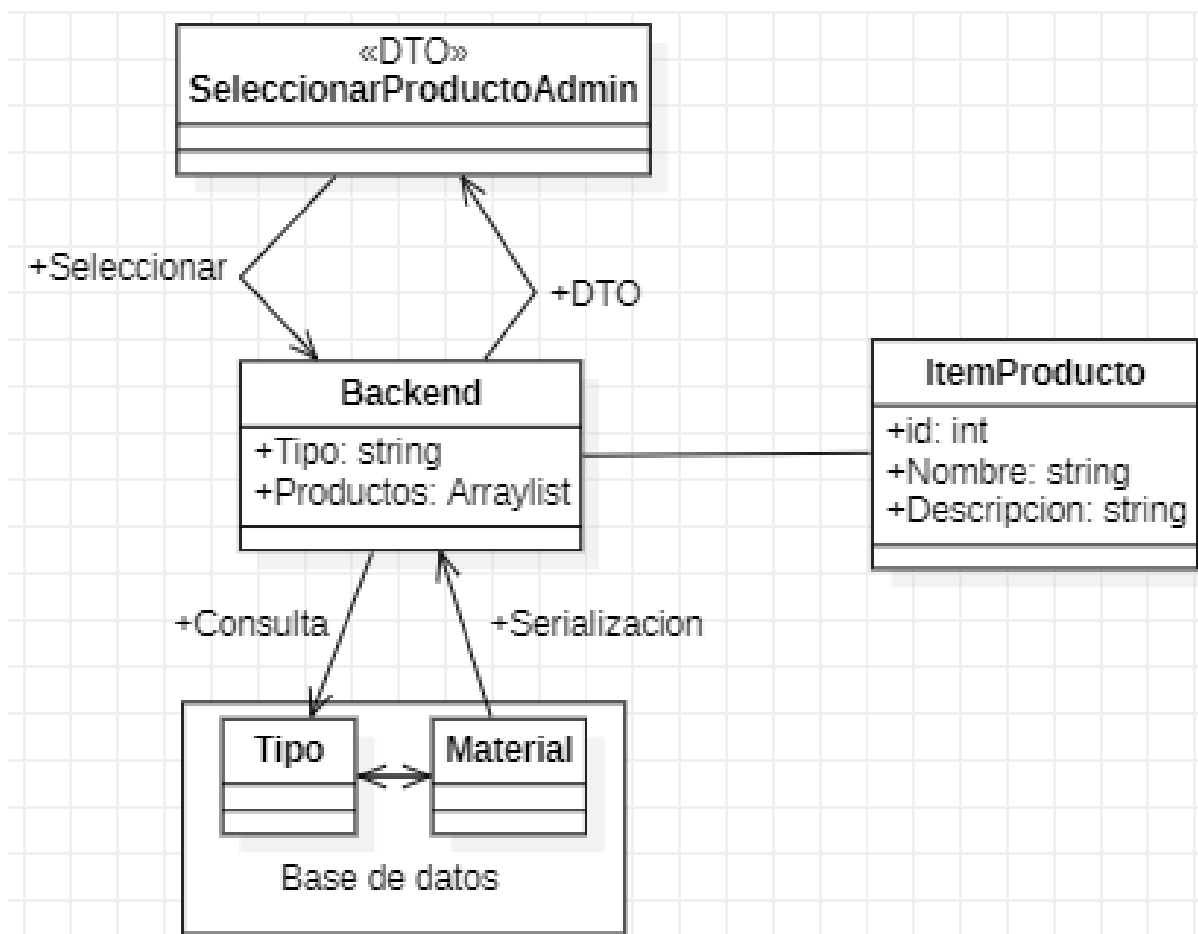 «DTO»
SeleccionarProductoAdmin
+Seleccionar
+DTO
Backend
+Tipo: string
+Productos: Arraylist
ItemProducto
+id: int
+Nombre: string
+Descripcion: string
+Consulta
+Serializacion
Tipo
Material
Base de datos